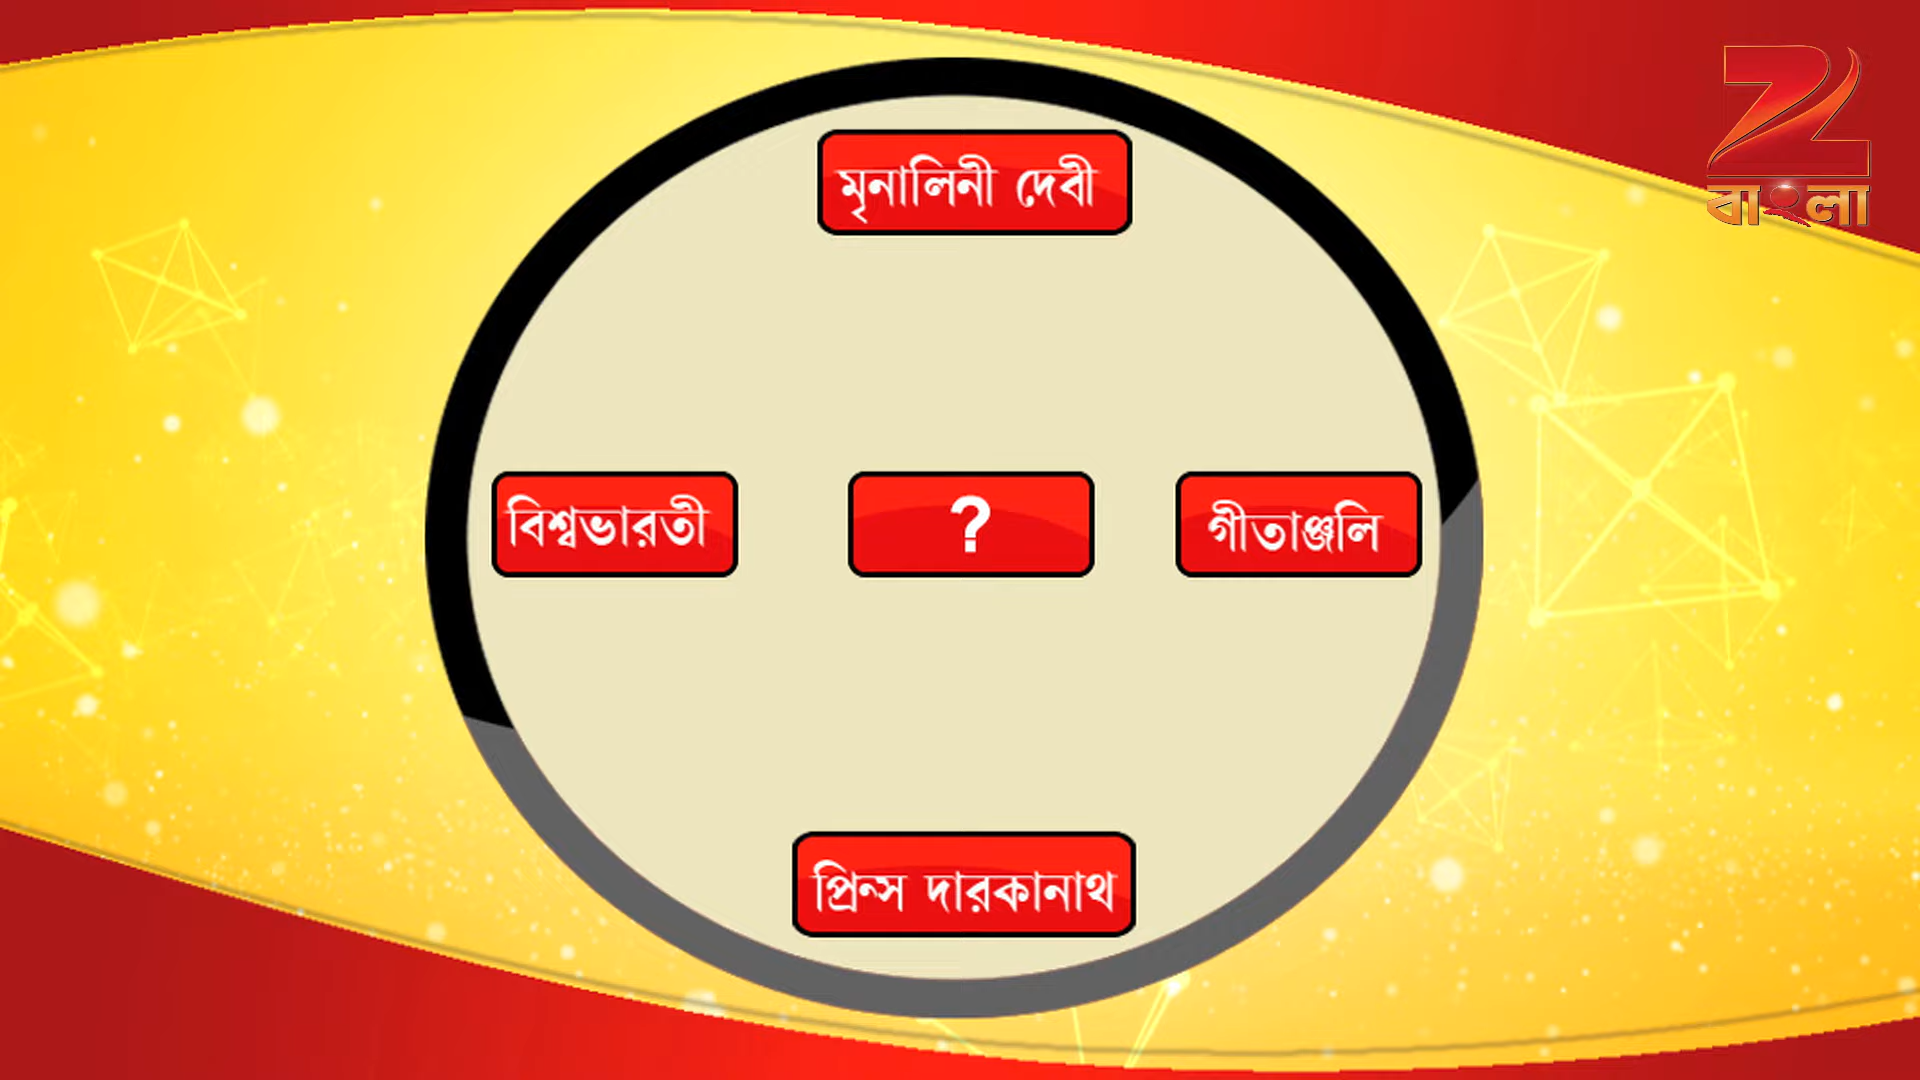 Z
বাংলা
মৃনালিনী দেবী
বিশ্বভারতী
?
গীতাঞ্জলি
প্রিন্স দারকানাথ